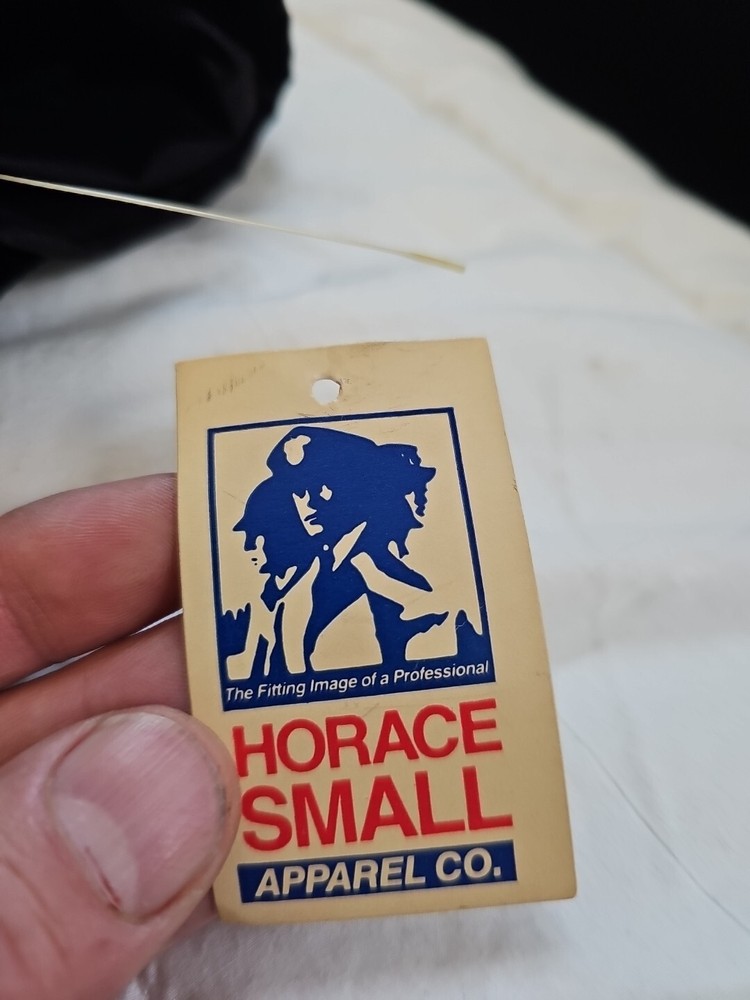 The Fitting Image of a Professional
HORACE
SMALL
APPAREL CO.